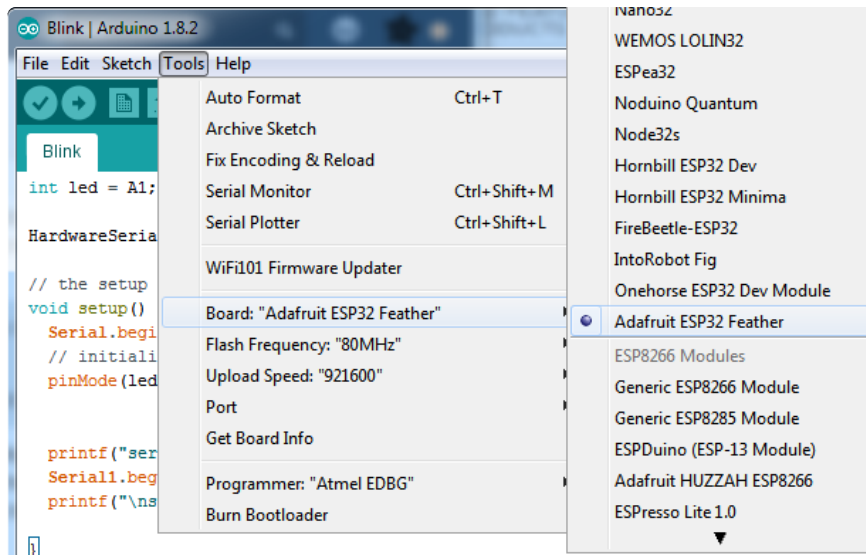 Blink | Arduino 1.8.2
File Edit Sketch Tools Help
Blink
int led = A1;
HardwareSeria
// the setup
void setup()
Serial.begi
// initiali
pinMode(led
printf("ser
Serial1.beg
printf("\ns
}
Auto Format Ctrl+T
Archive Sketch
Fix Encoding & Reload
Serial Monitor Ctrl+Shift+M
Serial Plotter Ctrl+Shift+L
WiFi101 Firmware Updater
Board: "Adafruit ESP32 Feather"
Flash Frequency: "80MHz"
Upload Speed: "921600"
Port
Get Board Info
Programmer: "Atmel EDBG"
Burn Bootloader
Nano32
WEMOS LOLIN32
ESPea32
Noduino Quantum
Node32s
Hornbill ESP32 Dev
Hornbill ESP32 Minima
FireBeetle-ESP32
IntoRobot Fig
Onehorse ESP32 Dev Module
Adafruit ESP32 Feather
ESP8266 Modules
Generic ESP8266 Module
Generic ESP8285 Module
ESPDuino (ESP-13 Module)
Adafruit HUZZAH ESP8266
ESPresso Lite 1.0